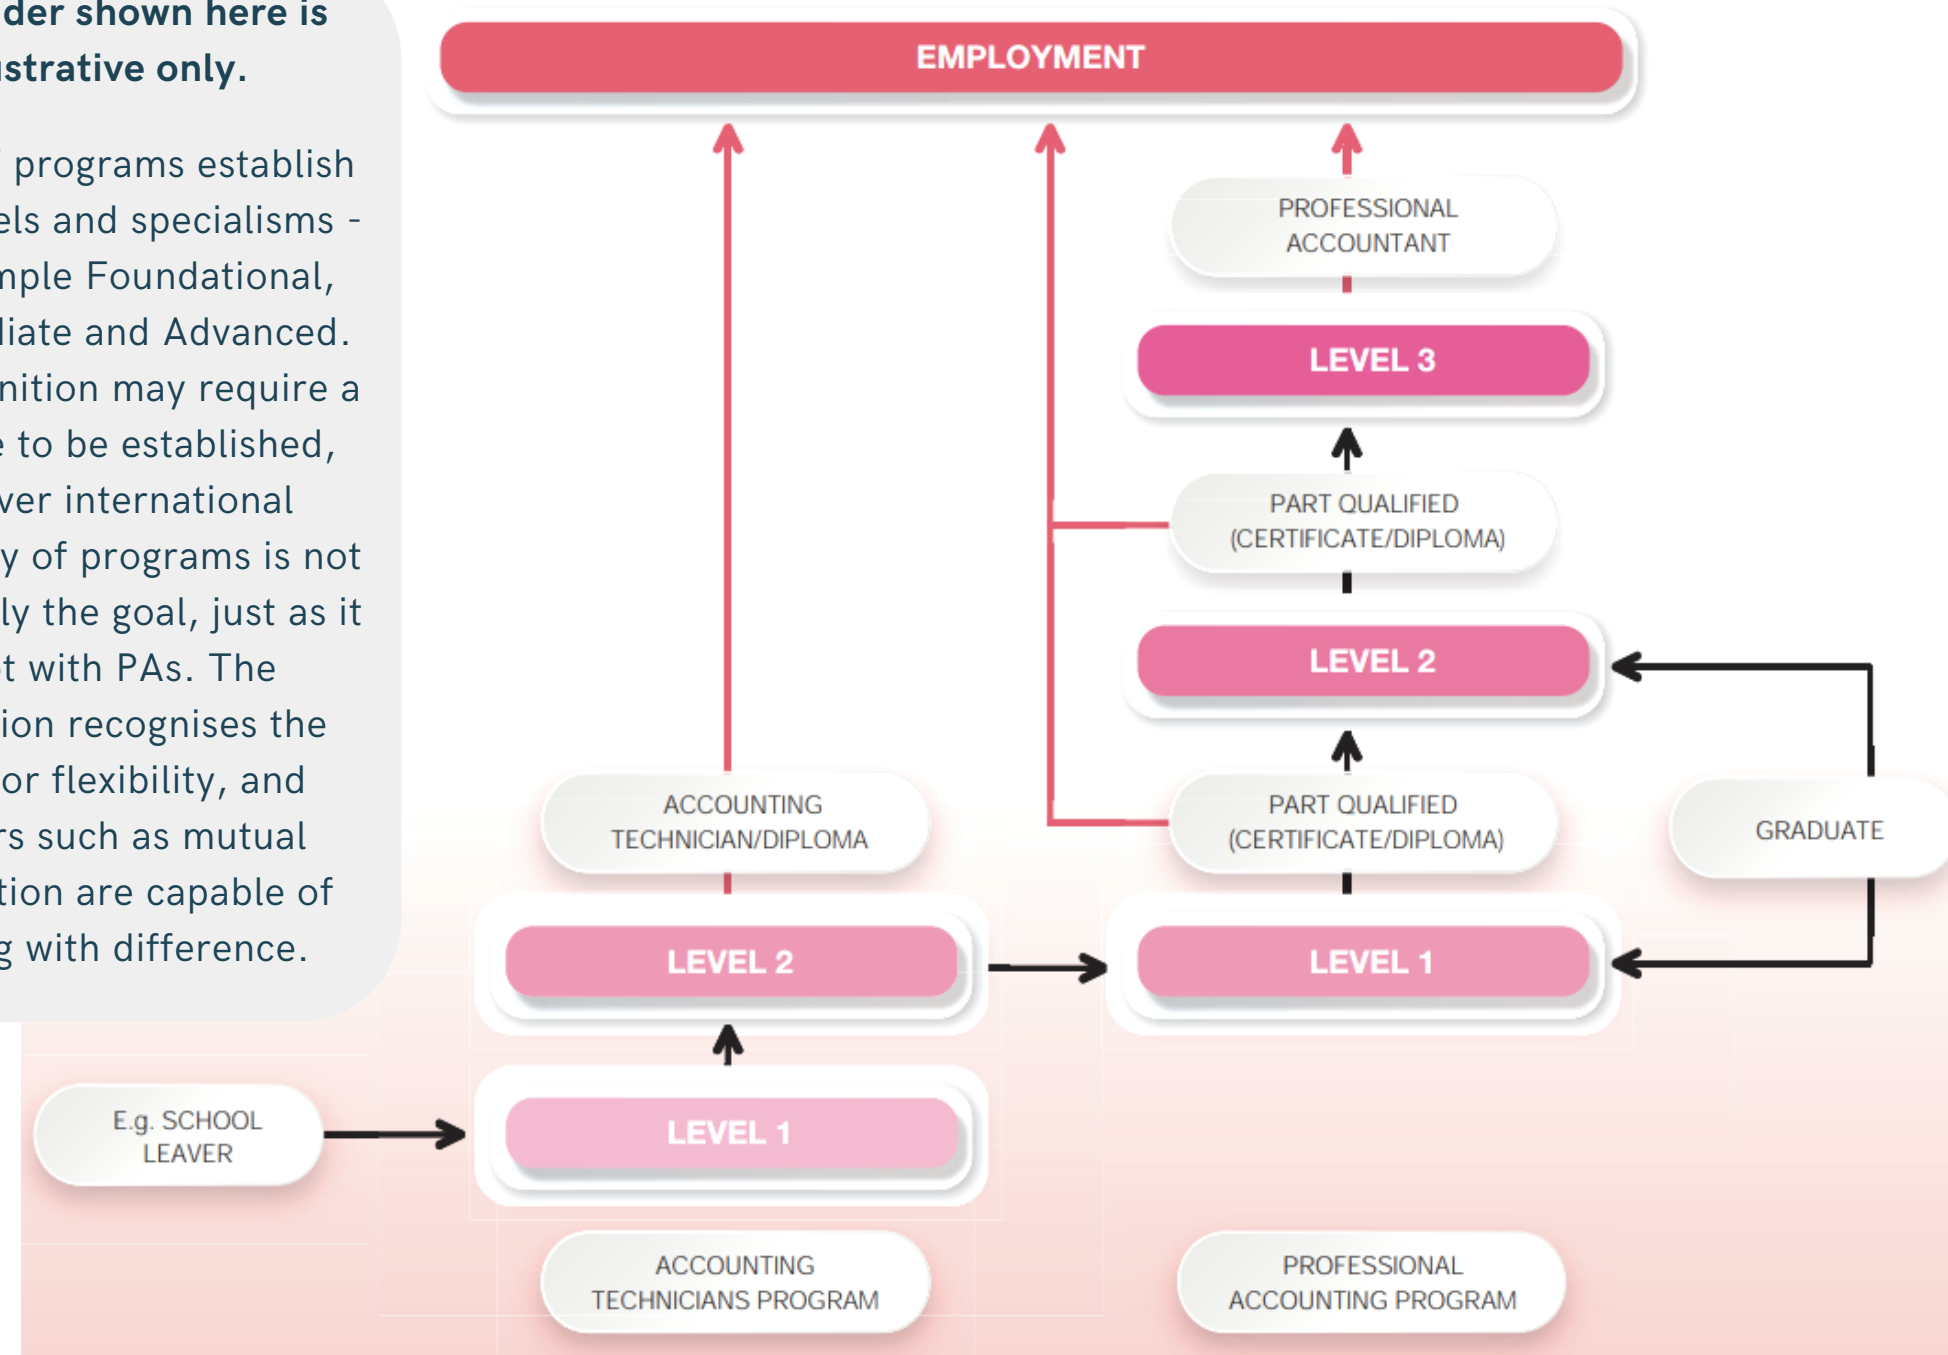 der shown here is
strative only.
programs establish
els and specialisms -
mple Foundational,
liate and Advanced.
nition may require a
e to be established,
ver international
y of programs is not
ly the goal, just as it
t with PAs. The
tion recognises the
or flexibility, and
rs such as mutual
tion are capable of
g with difference.
EMPLOYMENT
PROFESSIONAL
ACCOUNTANT
LEVEL 3
PART QUALIFIED
(CERTIFICATE/DIPLOMA)
LEVEL 2
ACCOUNTING
TECHNICIAN/DIPLOMA
PART QUALIFIED
(CERTIFICATE/DIPLOMA)
GRADUATE
LEVEL 2
LEVEL 1
E.g. SCHOOL
LEAVER
LEVEL 1
ACCOUNTING
TECHNICIANS PROGRAM
PROFESSIONAL
ACCOUNTING PROGRAM